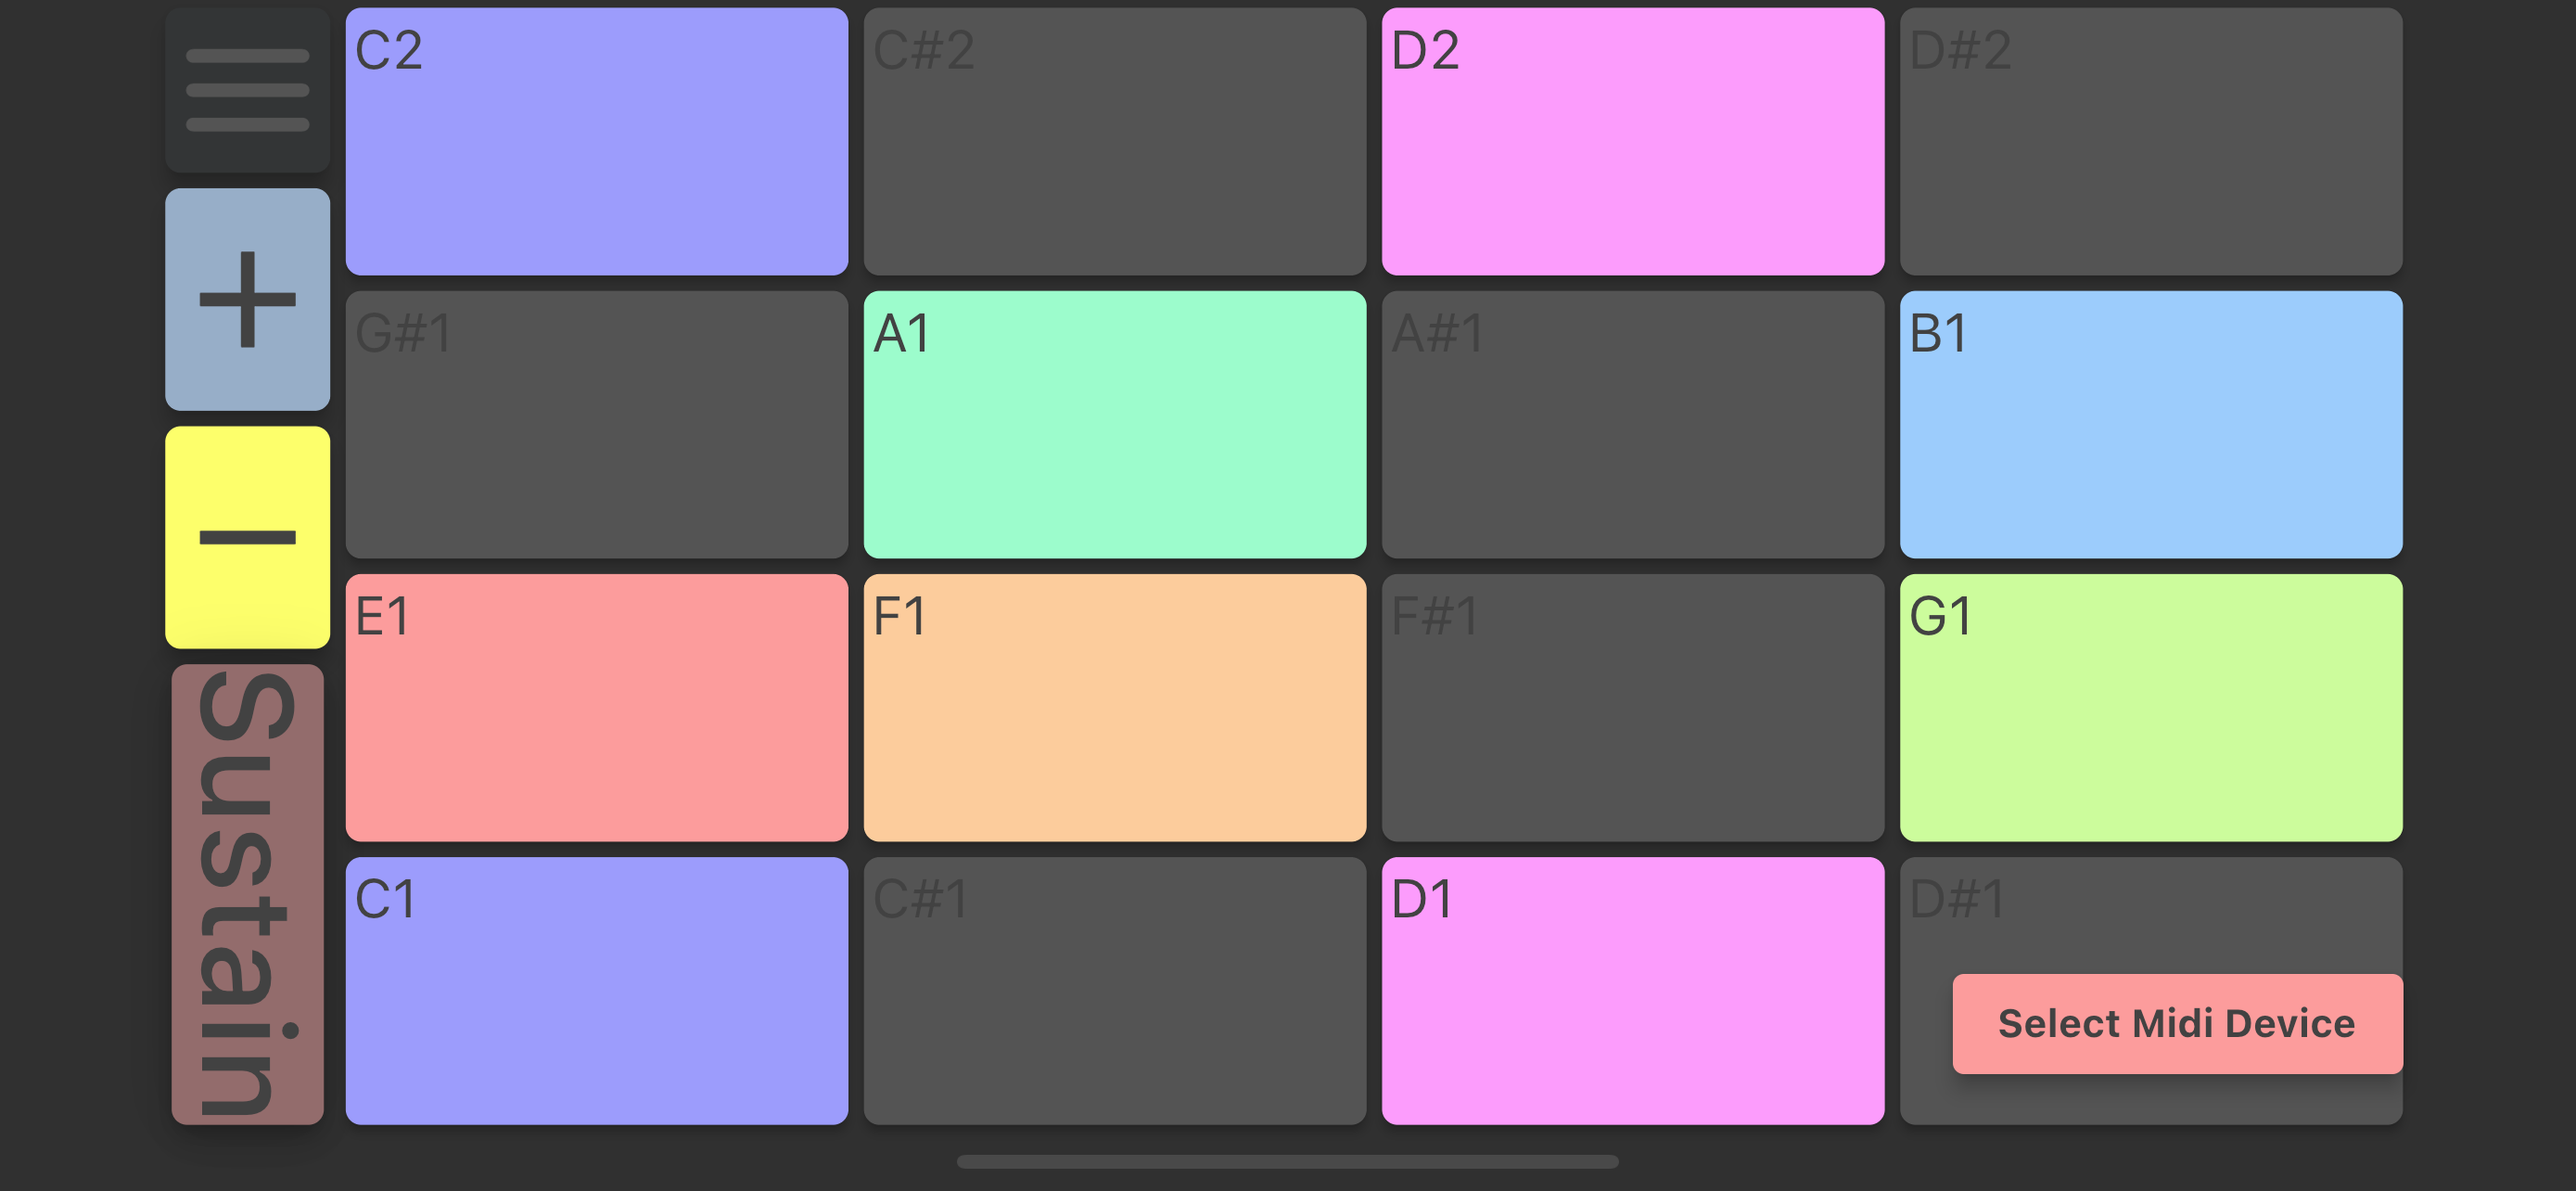 C2
C#2
D2
D#2
+
G#1
A1
A#1
B1
−
E1
F1
F#1
G1
Sustain
C1
C#1
D1
D#1
Select Midi Device